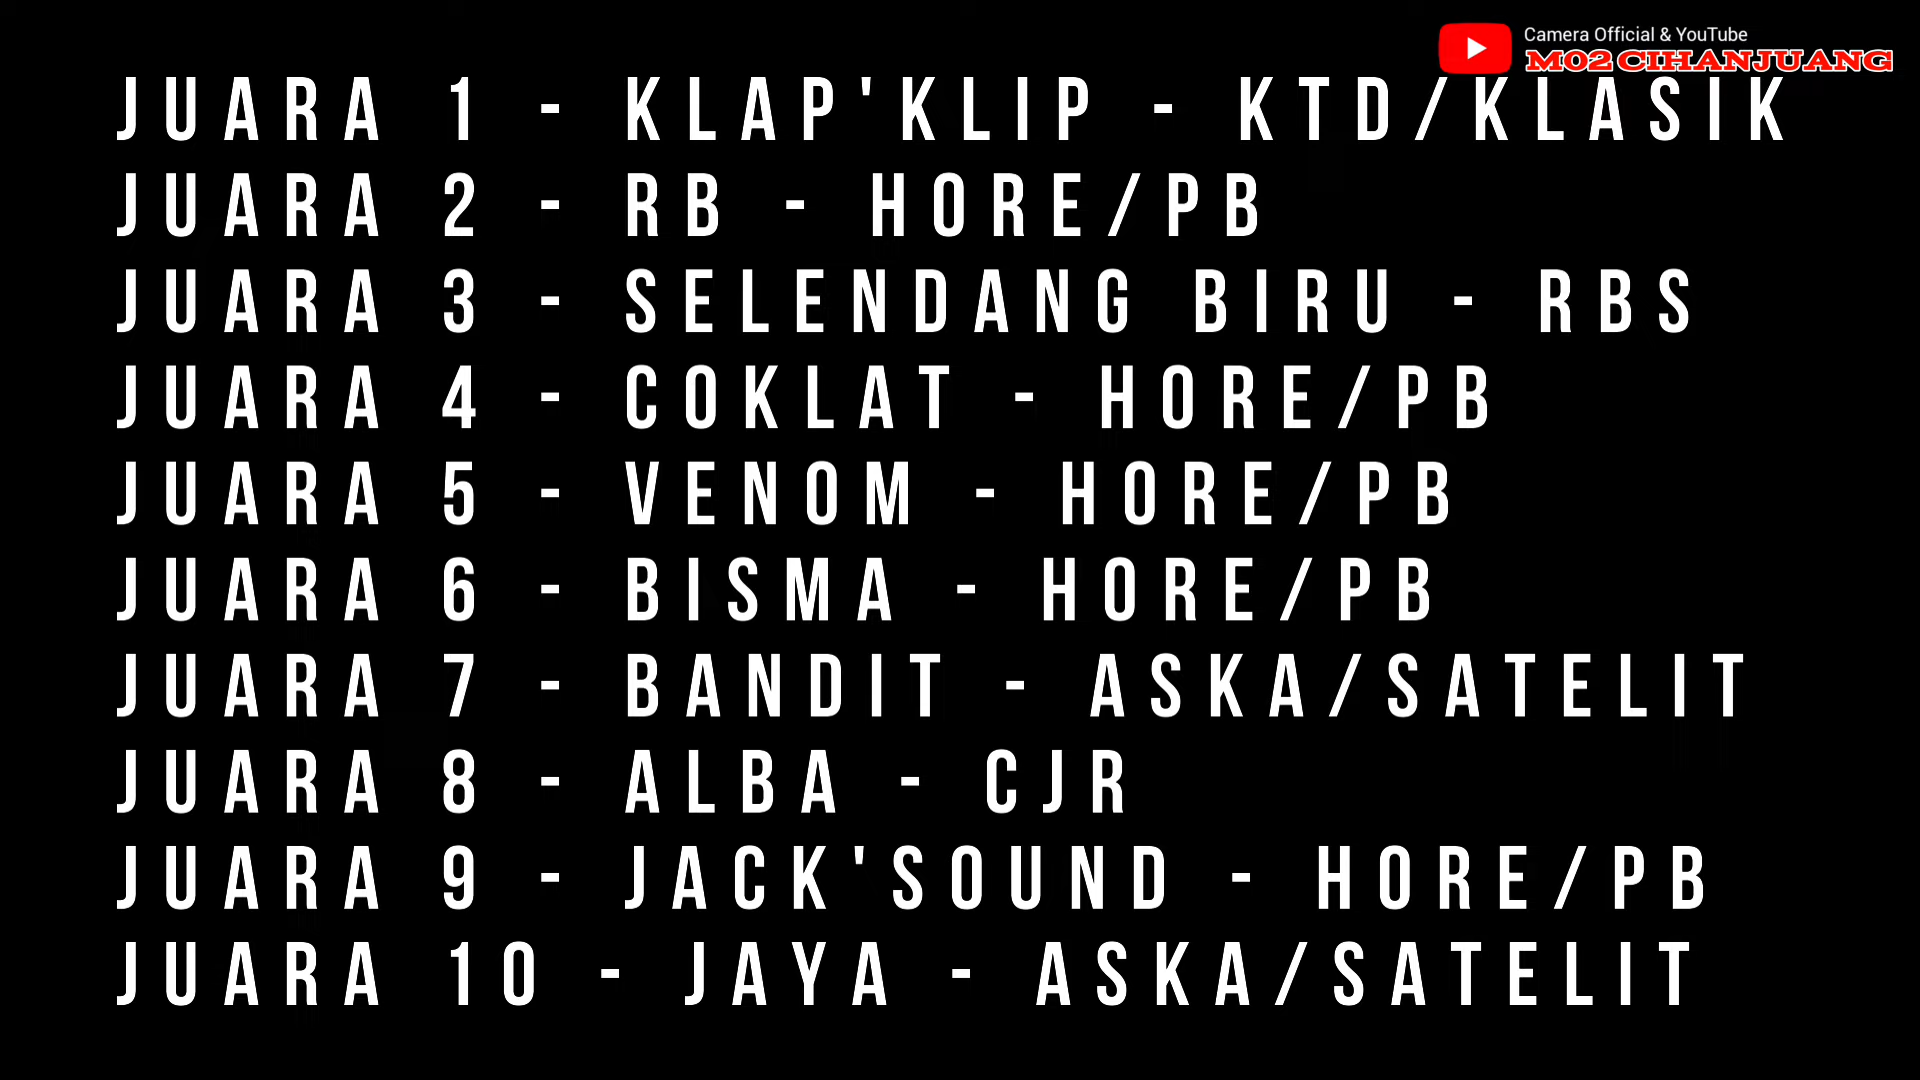 Camera Official & YouTube
M02 CIHANJUANG
JUARA 1 - KLAP'KLIP - KTD/KLASIK
JUARA 2 - RB - HORE/PB
JUARA 3 - SELENDANG BIRU - RBS
JUARA 4 - COKLAT - HORE/PB
JUARA 5 - VENOM - HORE/PB
JUARA 6 - BISMA - HORE/PB
JUARA 7 - BANDIT - ASKA/SATELIT
JUARA 8 - ALBA - CJR
JUARA 9 - JACK'SOUND - HORE/PB
JUARA 10 - JAYA - ASKA/SATELIT